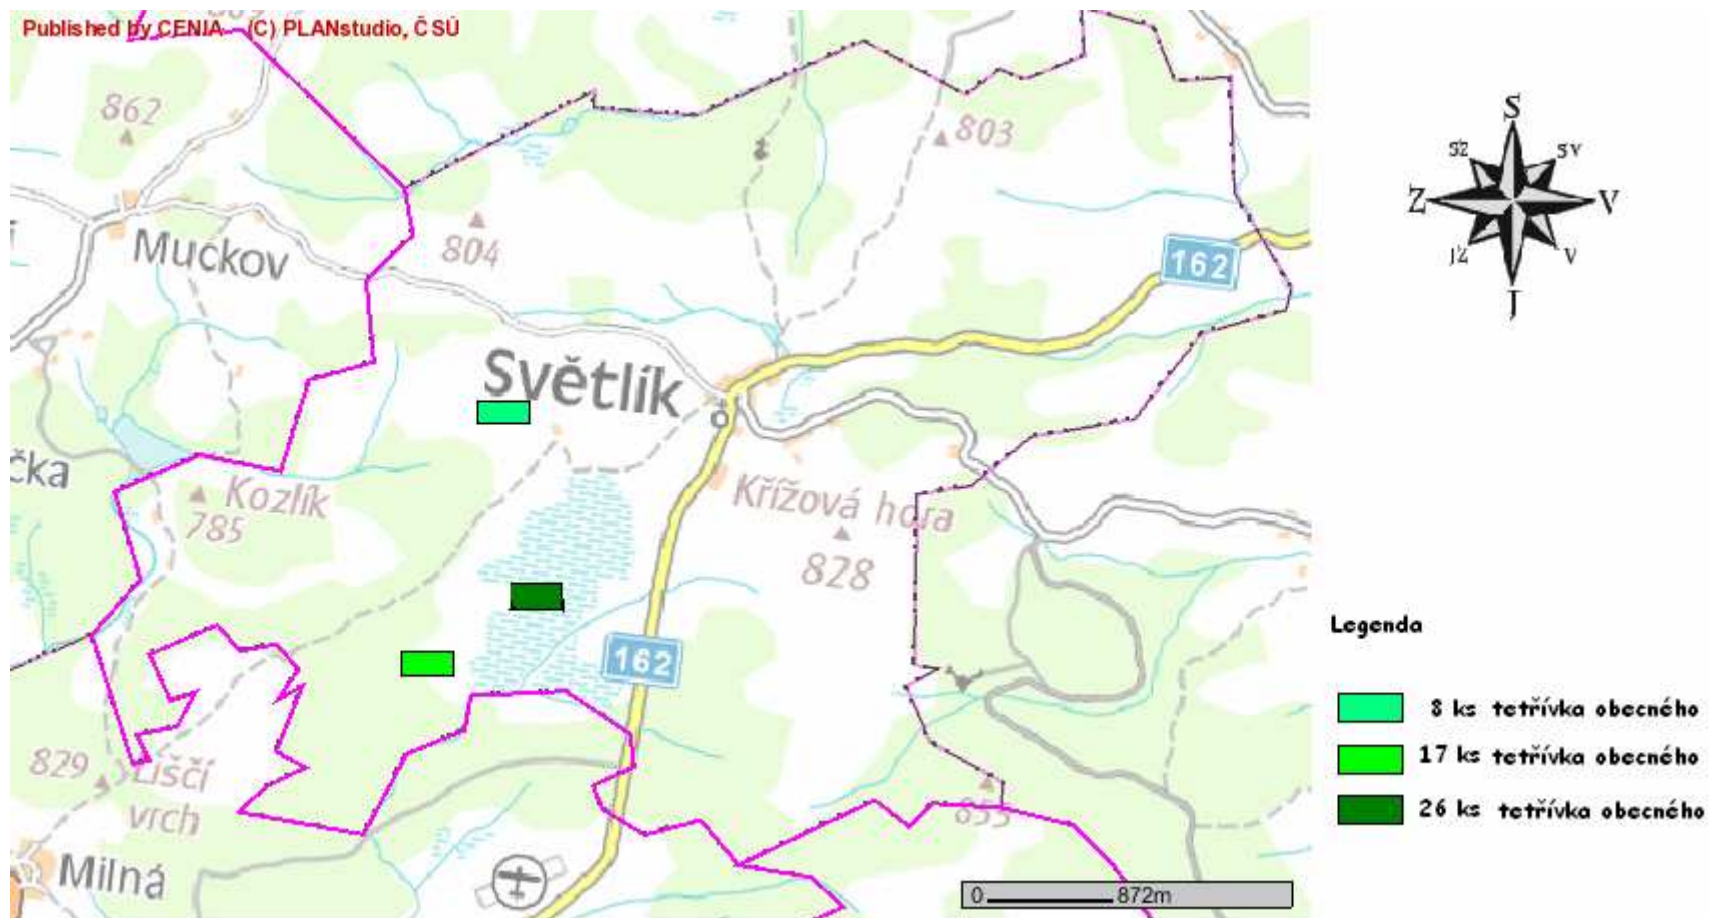 Published by CENIA (C) PLANstudio, ČSÚ
862
803
S
SZ
SV
Z
V
JZ
V
J
Mučkov
804
162
Světlík
čka
Kozlík
785
Křížová hora
828
162
Legenda
8 ks tetřívka obecného
17 ks tetřívka obecného
26 ks tetřívka obecného
829
Liščí
vrch
855
Milná
0 872m